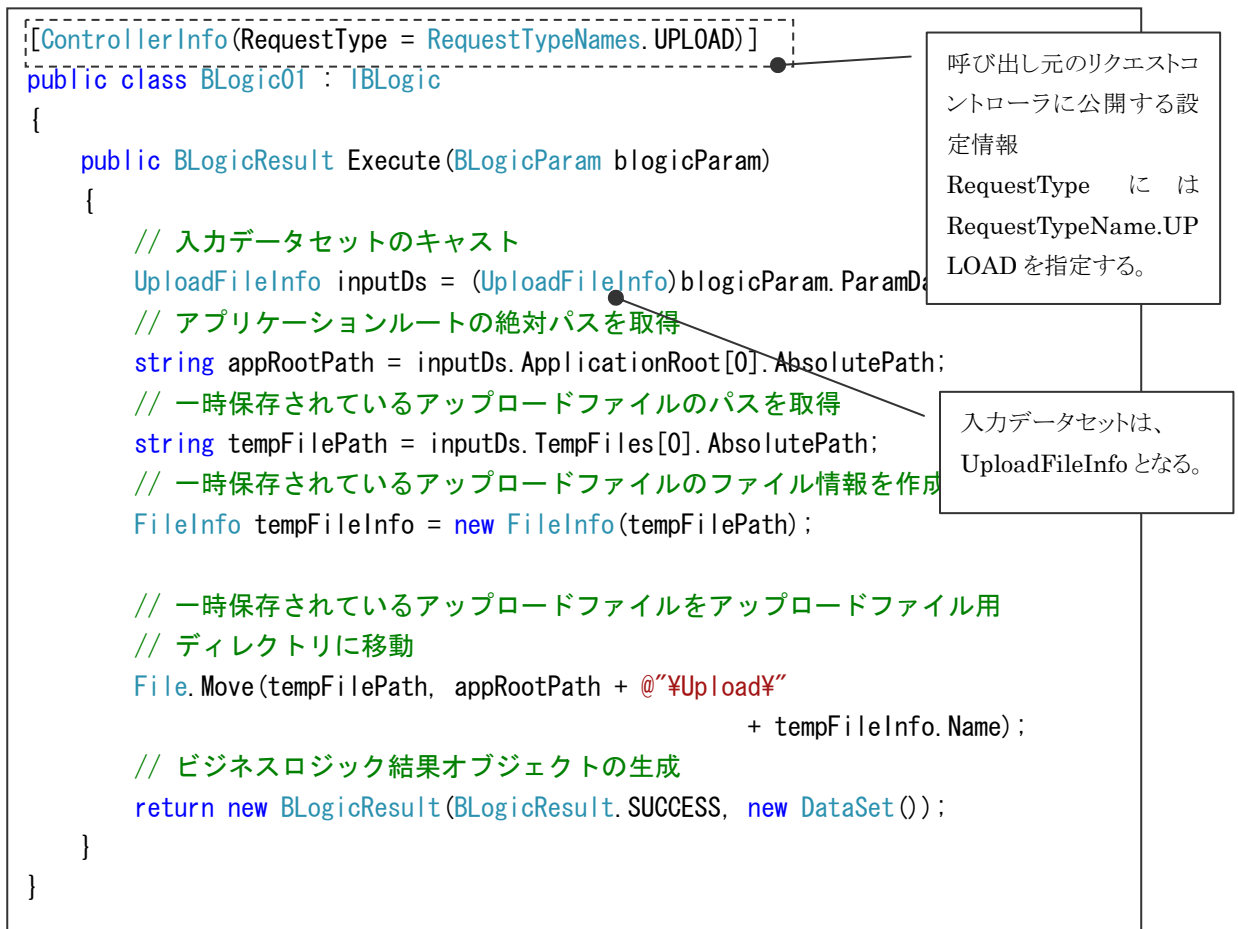 [ControllerInfo(RequestType = RequestTypeNames.UPLOAD)]
public class BLogic01 : IBLogic
{
public BLogicResult Execute(BLogicParam blogicParam)
{
// 入力データセットのキャスト
UploadFileInfo inputDs = (UploadFileInfo)blogicParam.ParamDa
// アプリケーションルートの絶対パスを取得
string appRootPath = inputDs.ApplicationRoot[0].AbsolutePath;
// 一時保存されているアップロードファイルのパスを取得
string tempFilePath = inputDs.TempFiles[0].AbsolutePath;
// 一時保存されているアップロードファイルのファイル情報を作成
FileInfo tempFileInfo = new FileInfo(tempFilePath);
// 一時保存されているアップロードファイルをアップロードファイル用
// ディレクトリに移動
File.Move(tempFilePath, appRootPath + @"¥Upload¥"
+ tempFileInfo.Name);
// ビジネスロジック結果オブジェクトの生成
return new BLogicResult(BLogicResult.SUCCESS, new DataSet());
}
}
呼び出し元のリクエストコ
ントローラに公開する設
定情報
RequestType には
RequestTypeName.UP
LOAD を指定する。
入力データセットは、
UploadFileInfo となる。